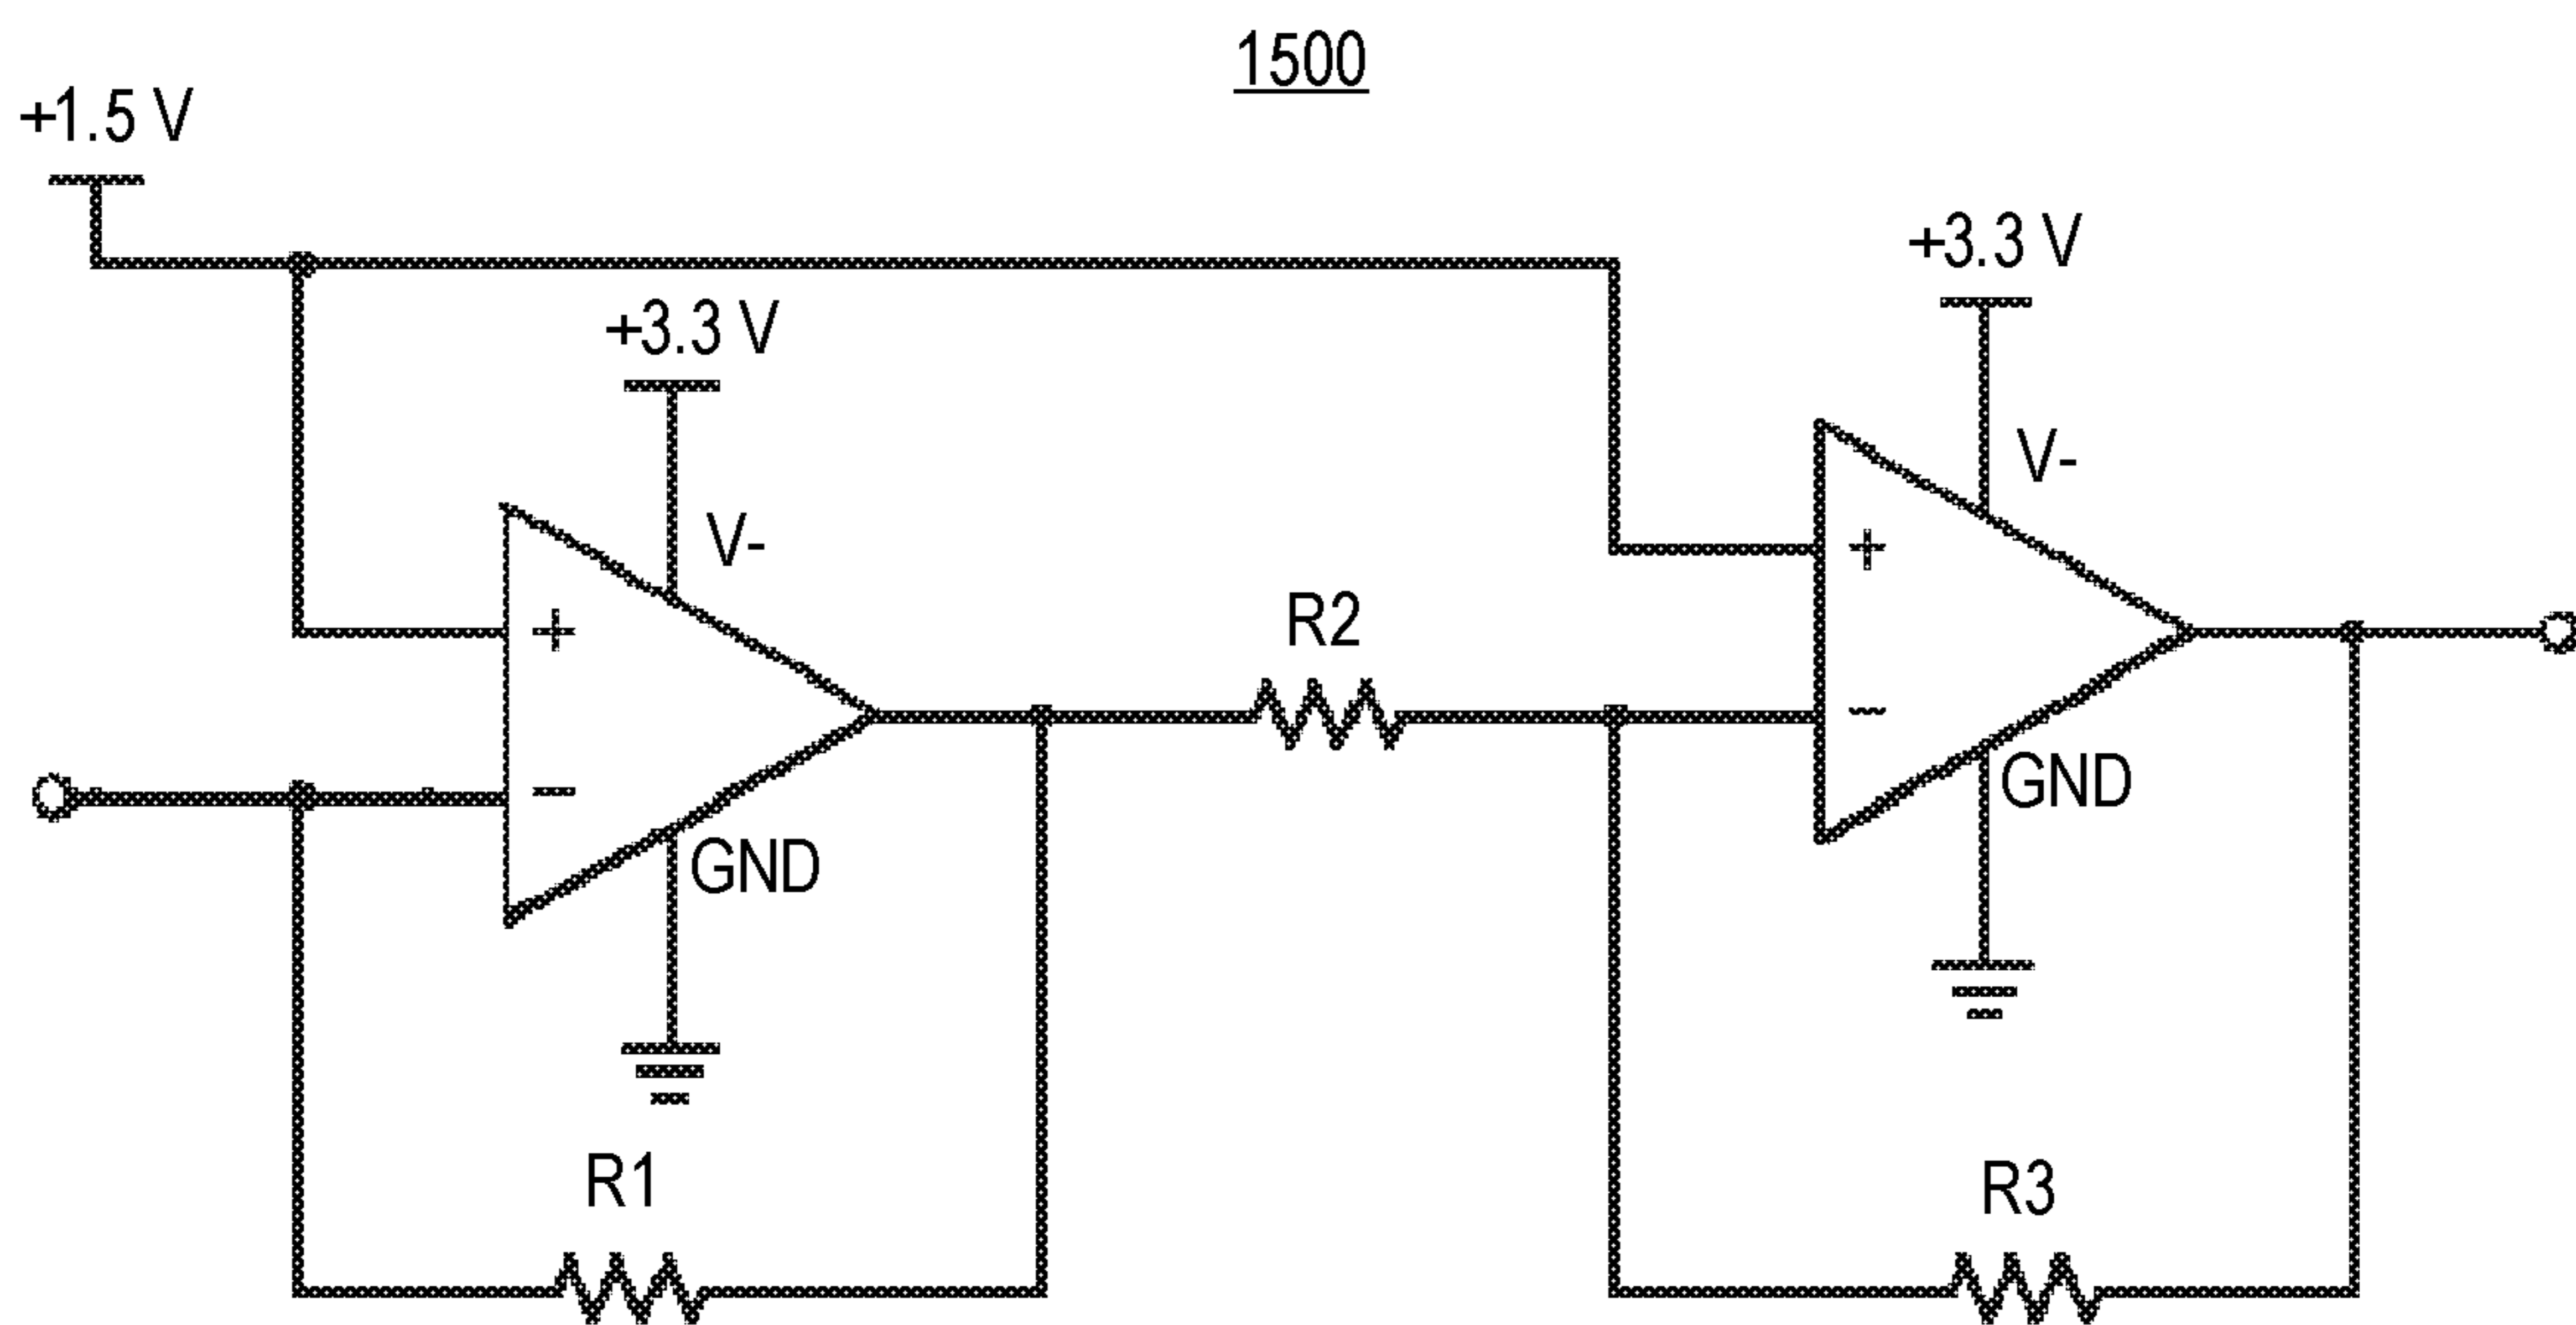 1500
+1.5 V
+3.3 V
+3.3 V
V-
V-
+
+
R2
-
-
GND
GND
R1
R3